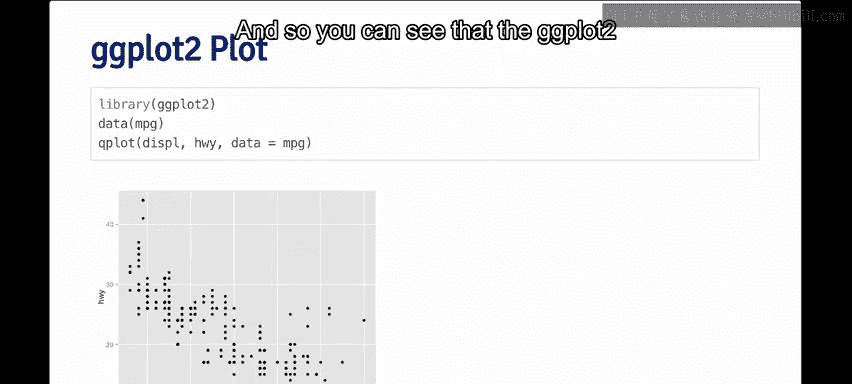 And so you can see that the ggplot2
ggplot2 Plot
library(ggplot2)
data(mpg)
qplot(displ, hwy, data = mpg)
40
30
hwy
20